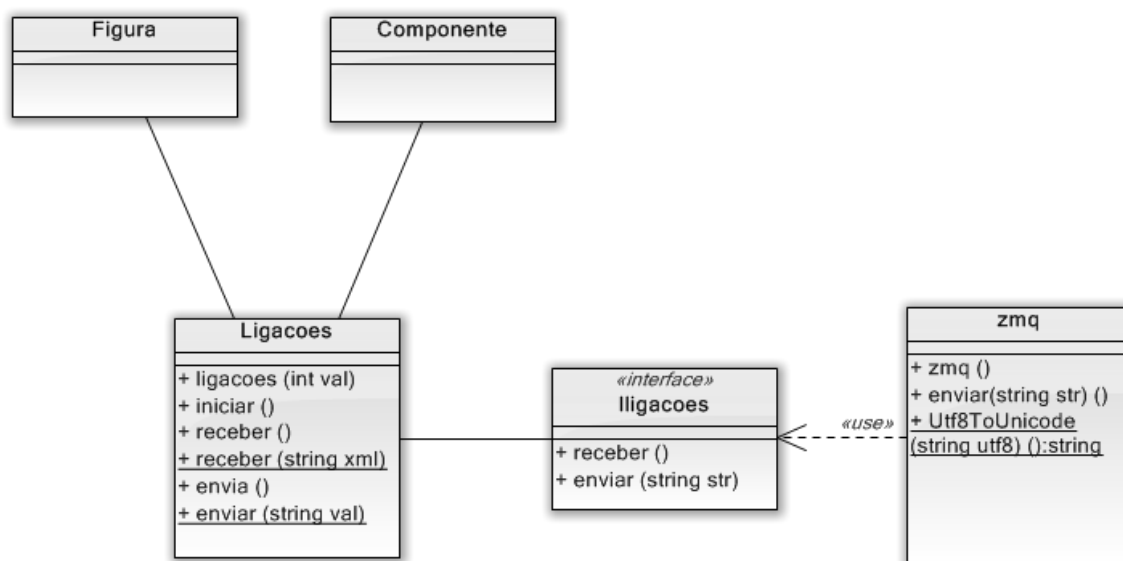 Figura
Componente
Ligacoes
+ ligacoes (int val)
+ iniciar ()
+ receber ()
+ receber (string xml)
+ envia ()
+ enviar (string val)
«interface»
Iligacoes
+ receber ()
+ enviar (string str)
«use»
zmq
+ zmq ()
+ enviar(string str) ()
+ Utf8ToUnicode
(string utf8) ():string